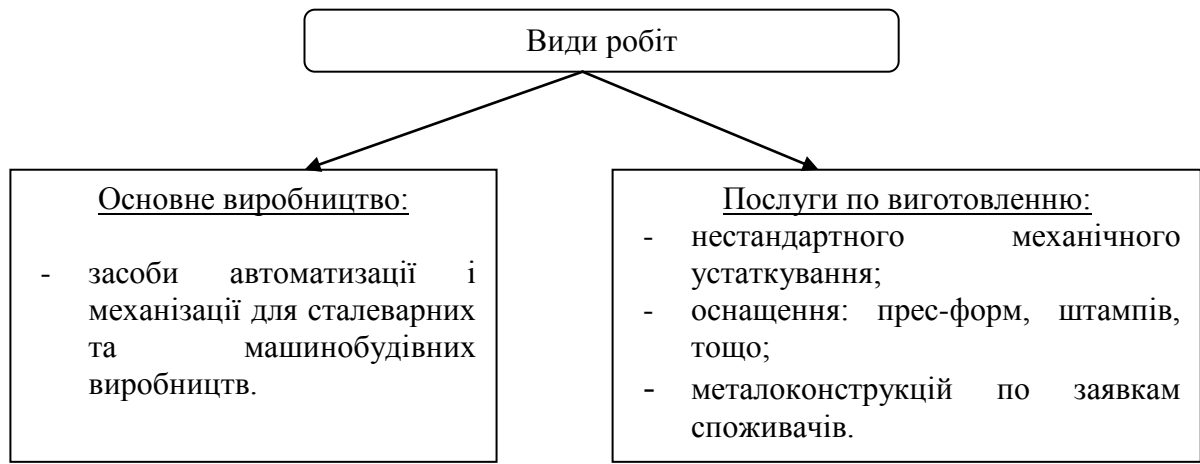 Види робіт
Основне виробництво:
- засоби автоматизації і
механізації для сталеварних
та машинобудівних
виробництв.
Послуги по виготовленню:
- нестандартного механічного
устаткування;
- оснащення: прес-форм, штампів,
тощо;
- металоконструкцій по заявкам
споживачів.